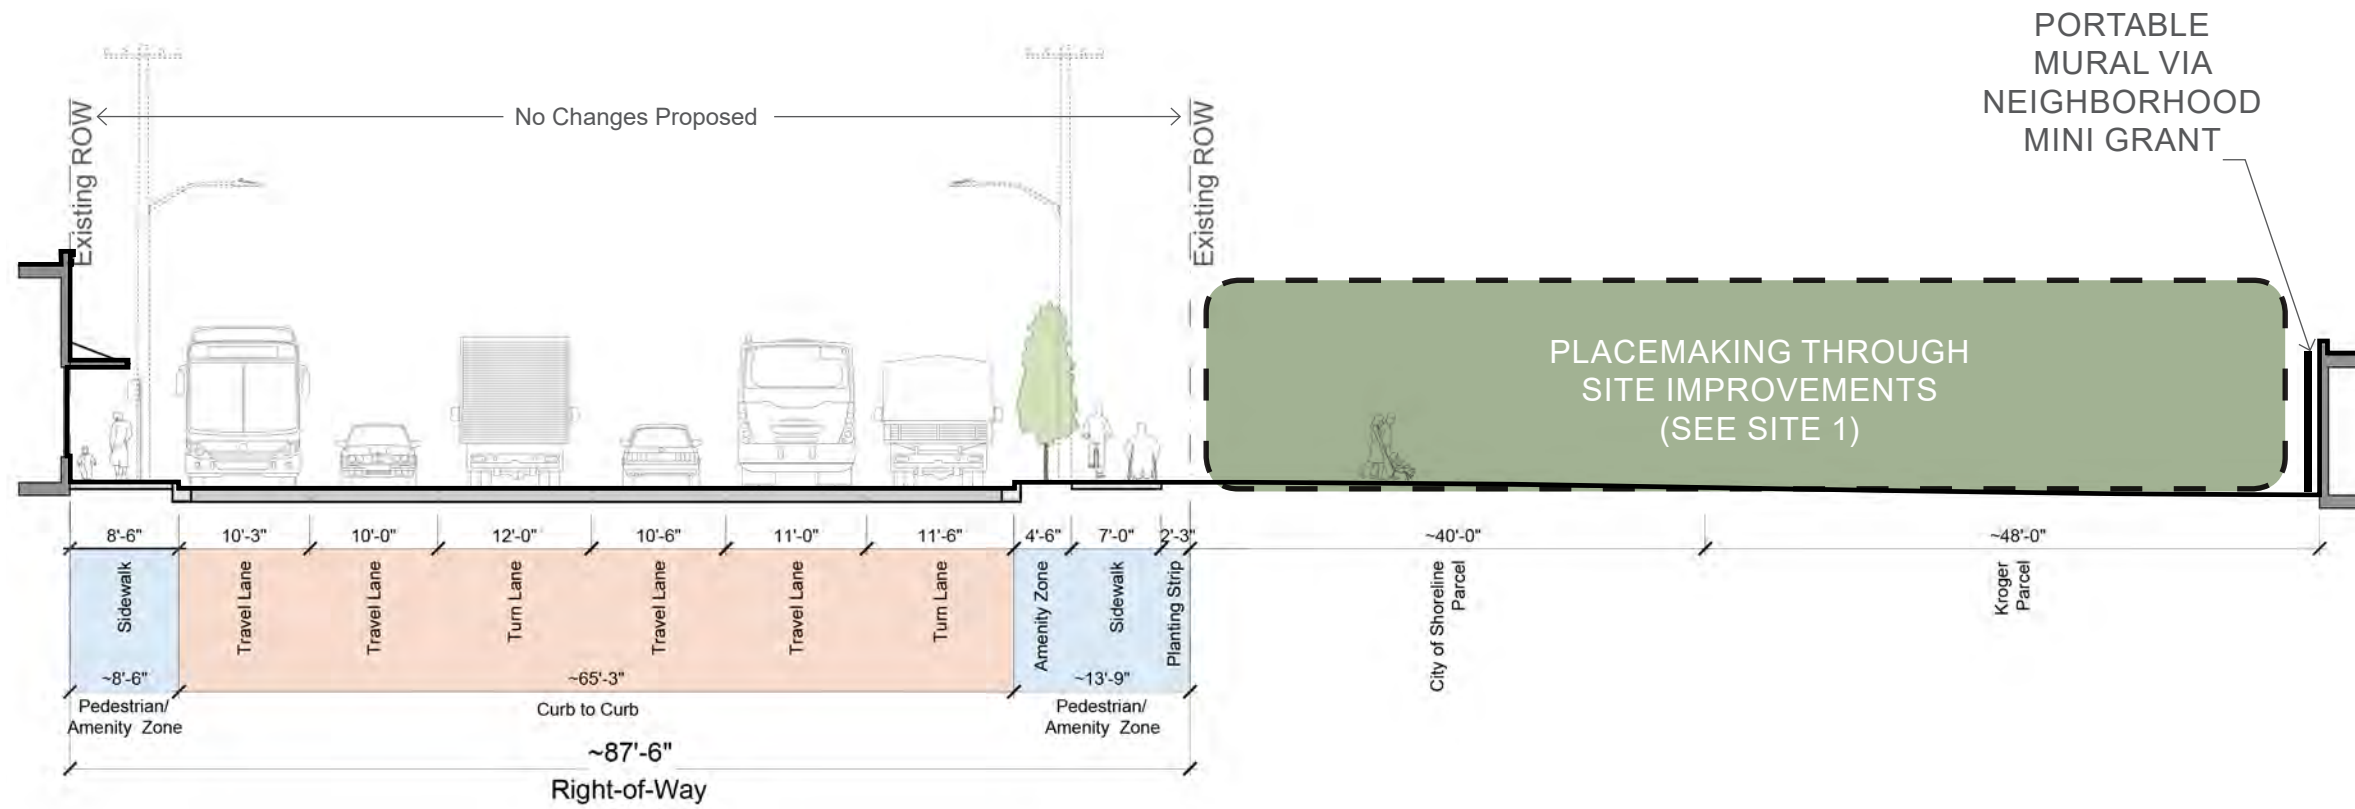 PORTABLE
MURAL VIA
NEIGHBORHOOD
MINI GRANT
Existing ROW
No Changes Proposed
Existing ROW
PLACEMAKING THROUGH
SITE IMPROVEMENTS
(SEE SITE 1)
8'-6"
10'-3"
10'-0"
12'-0"
10'-6"
11'-0"
11'-6"
4'-6"
7'-0"
2'-3"
~40'-0"
~48'-0"
Sidewalk
Travel Lane
Travel Lane
Turn Lane
Travel Lane
Travel Lane
Turn Lane
Amenity Zone
Sidewalk
Planting Strip
City of Shoreline
Parcel
Kroger
Parcel
~8'-6"
~65'-3"
~13'-9"
Pedestrian/
Amenity Zone
Curb to Curb
Pedestrian/
Amenity Zone
~87'-6"
Right-of-Way